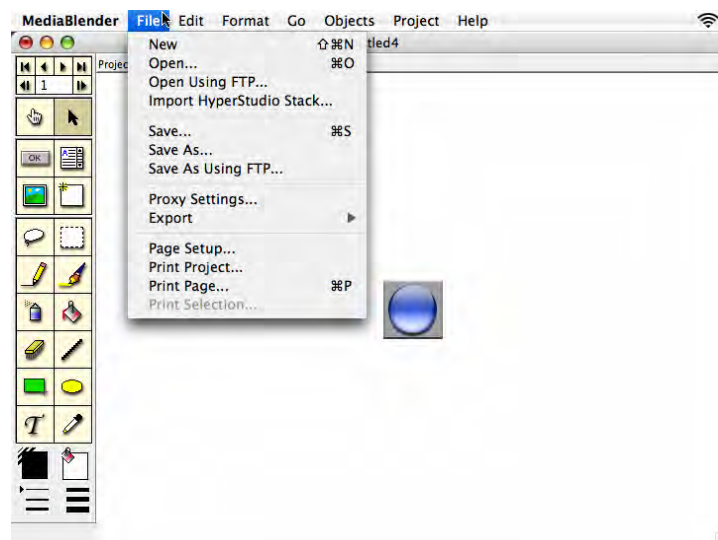 MediaBlender File Edit Format Go Objects Project Help
tled4
Projec
1
New ⇧⌘N
Open... ⌘O
Open Using FTP...
Import HyperStudio Stack...
Save... ⌘S
Save As...
Save As Using FTP...
Proxy Settings...
Export
Page Setup...
Print Project...
Print Page... ⌘P
Print Selection...
OK
T